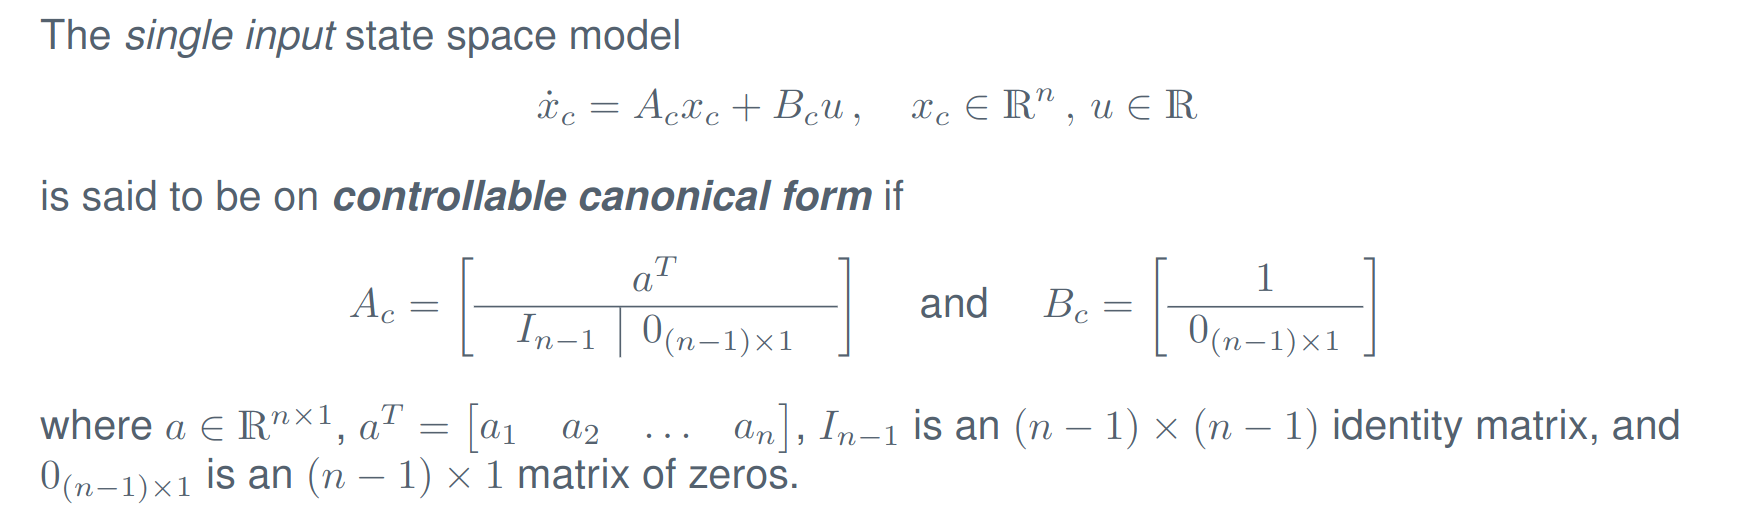 The single input state space model
ẋ_c = A_c x_c + B_c u ,   x_c ∈ ℝ^n , u ∈ ℝ
is said to be on controllable canonical form if
A_c = [ a^T ; I_{n−1} | 0_{(n−1)×1} ]   and   B_c = [ 1 ; 0_{(n−1)×1} ]
where a ∈ ℝ^{n×1}, a^T = [a_1  a_2  …  a_n], I_{n−1} is an (n − 1) × (n − 1) identity matrix, and
0_{(n−1)×1} is an (n − 1) × 1 matrix of zeros.